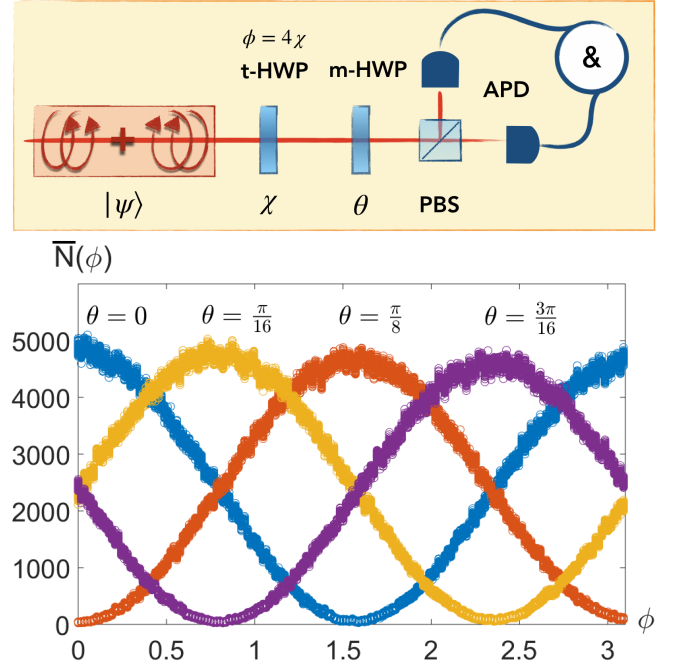 ϕ = 4χ
t-HWP m-HWP
APD
&
|ψ⟩ χ θ PBS
N̅(ϕ)
θ = 0 θ = π/16 θ = π/8 θ = 3π/16
5000
4000
3000
2000
1000
0
0 0.5 1 1.5 2 2.5 3
ϕ